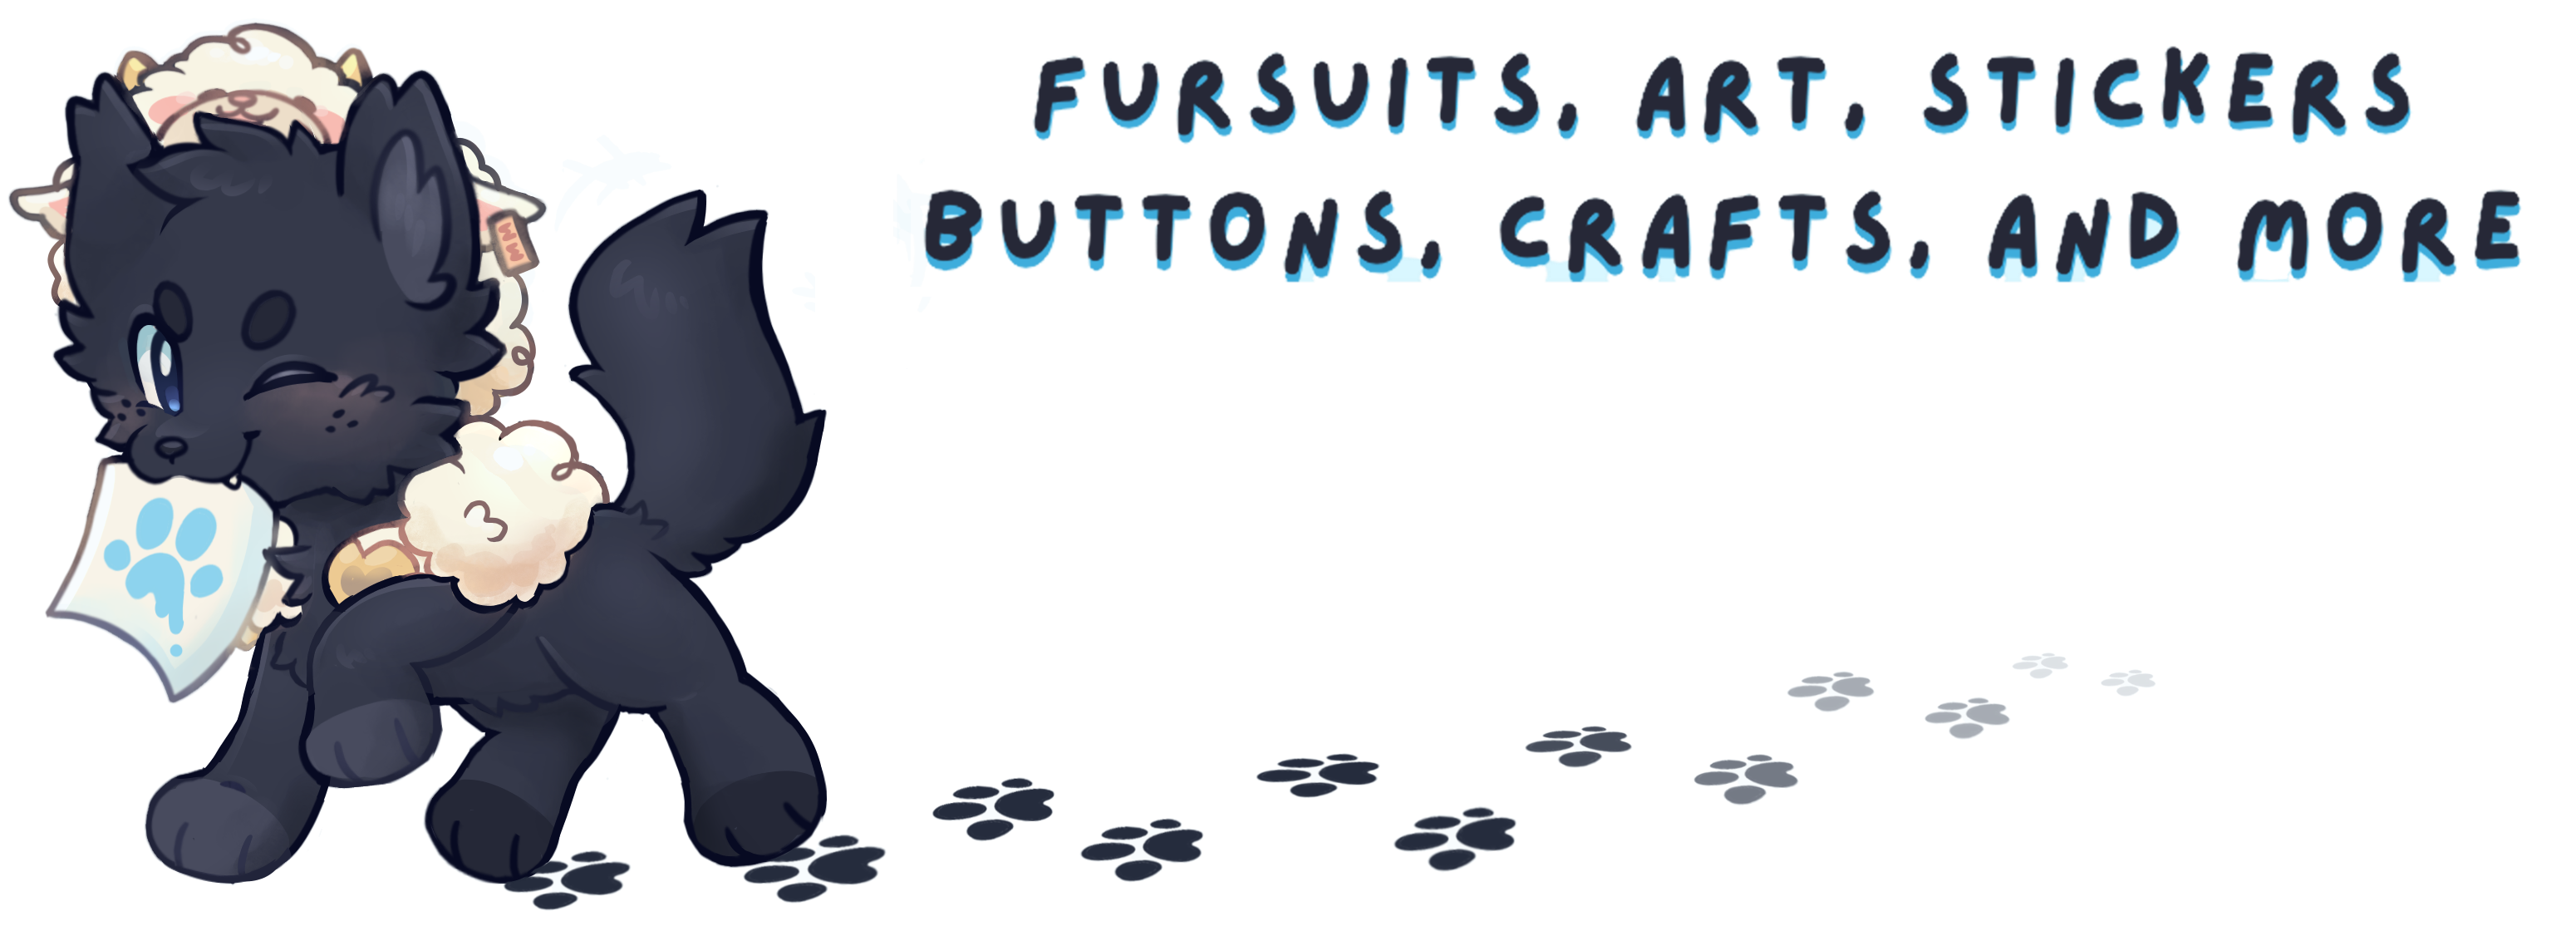 FURSUITS, ART, STICKERS
BUTTONS, CRAFTS, AND MORE